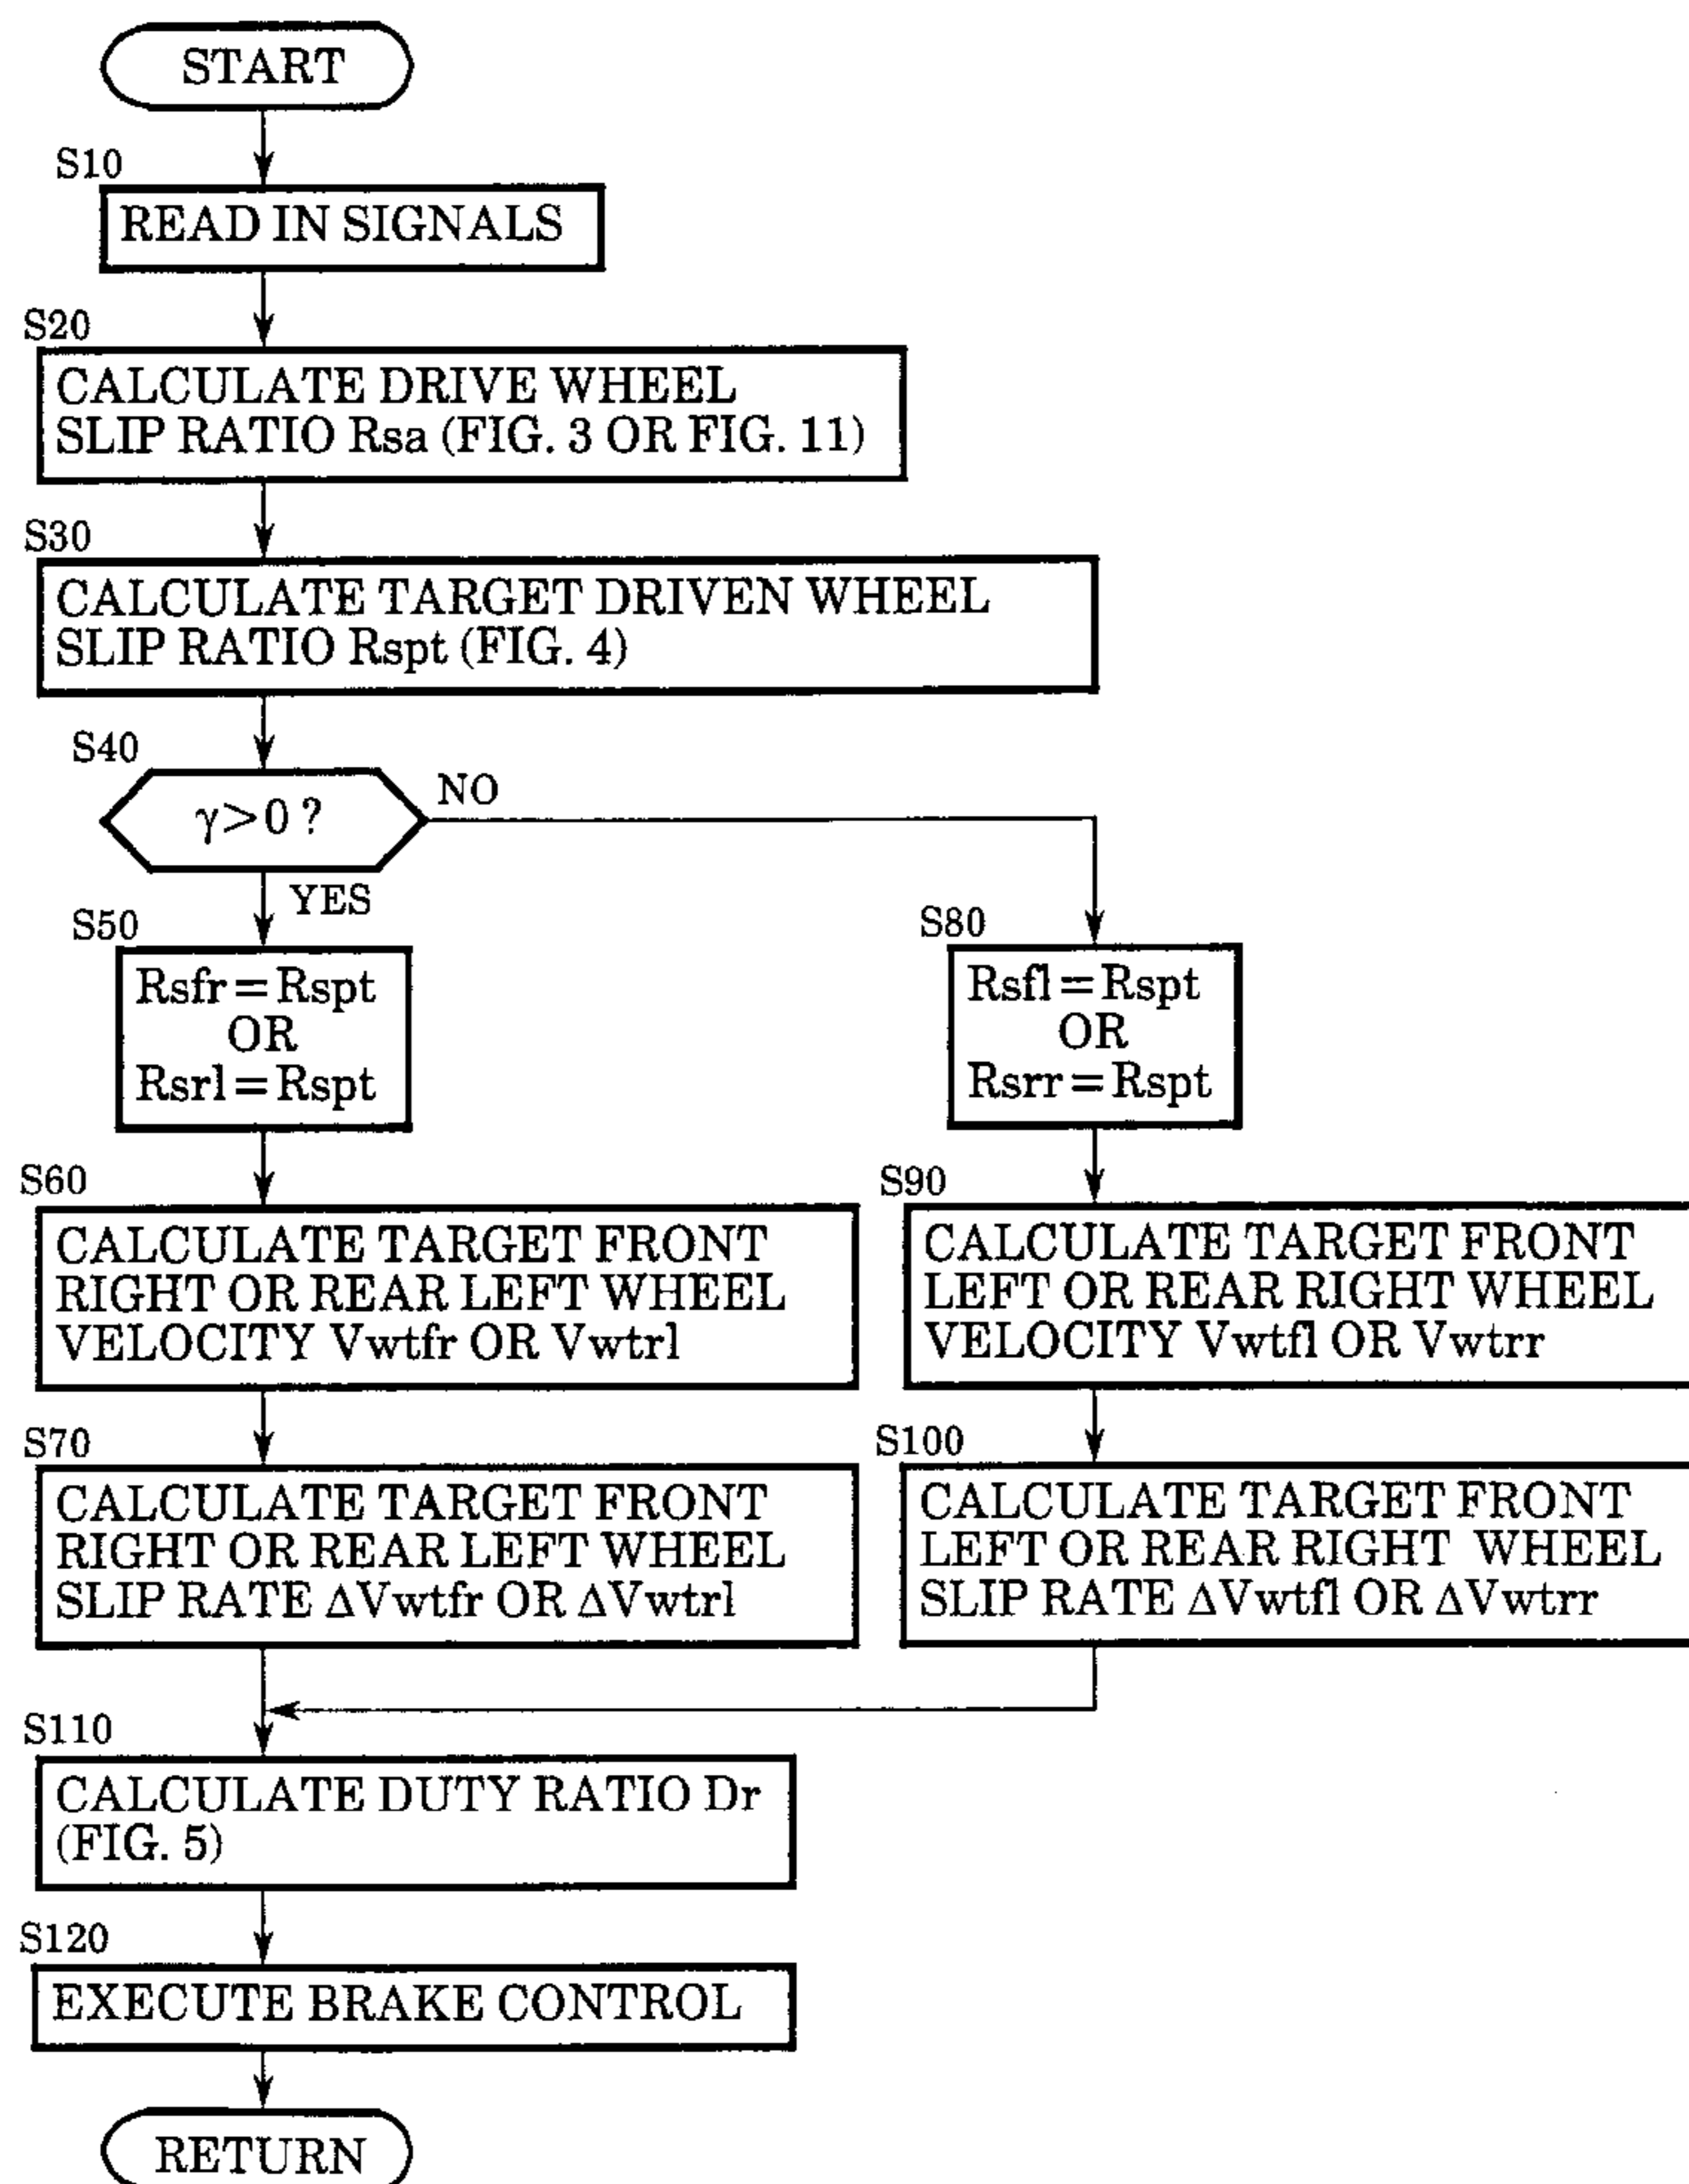 START
S10
READ IN SIGNALS
S20
CALCULATE DRIVE WHEEL
SLIP RATIO Rsa (FIG. 3 OR FIG. 11)
S30
CALCULATE TARGET DRIVEN WHEEL
SLIP RATIO Rspt (FIG. 4)
S40
γ>0 ?
NO
YES
S50
Rsfr=Rspt
OR
Rsrl=Rspt
S80
Rsfl=Rspt
OR
Rsrr=Rspt
S60
CALCULATE TARGET FRONT
RIGHT OR REAR LEFT WHEEL
VELOCITY Vwtfr OR Vwtrl
S90
CALCULATE TARGET FRONT
LEFT OR REAR RIGHT WHEEL
VELOCITY Vwtfl OR Vwtrr
S70
CALCULATE TARGET FRONT
RIGHT OR REAR LEFT WHEEL
SLIP RATE ΔVwtfr OR ΔVwtrl
S100
CALCULATE TARGET FRONT
LEFT OR REAR RIGHT WHEEL
SLIP RATE ΔVwtfl OR ΔVwtrr
S110
CALCULATE DUTY RATIO Dr
(FIG. 5)
S120
EXECUTE BRAKE CONTROL
RETURN